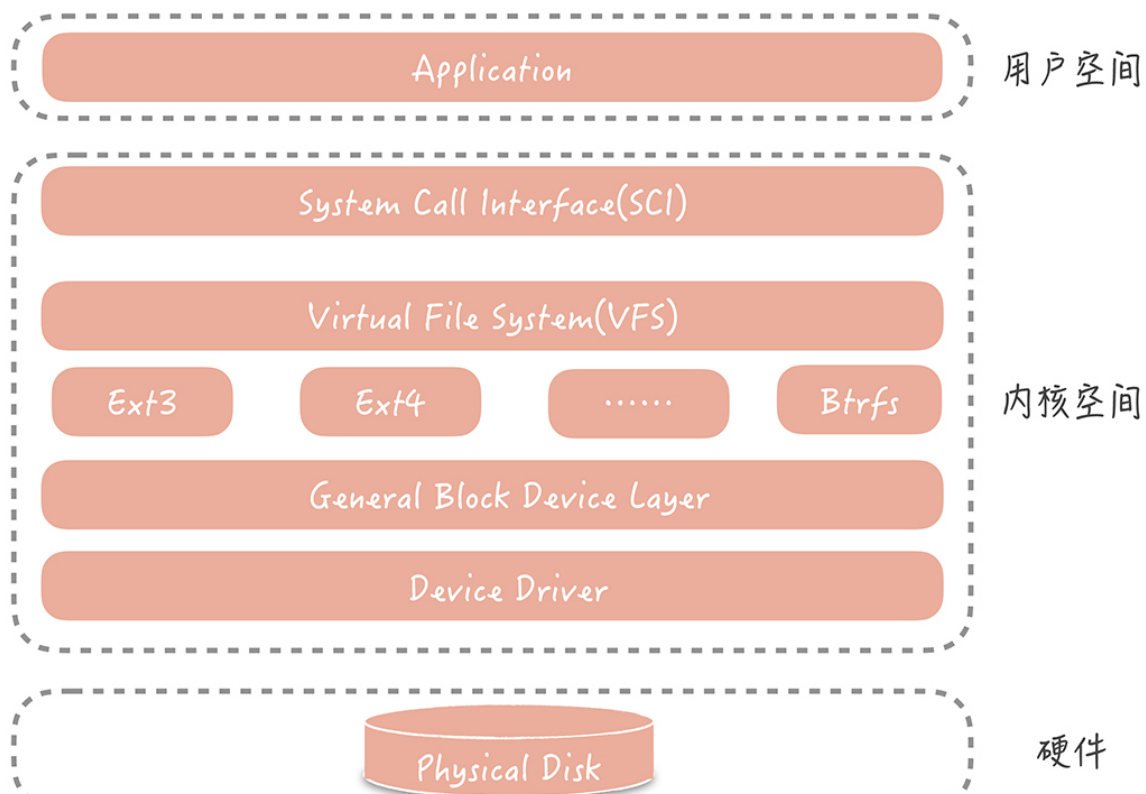 Application
用户空间
System Call Interface(SCI)
Virtual File System(VFS)
Ext3
Ext4
......
Btrfs
内核空间
General Block Device Layer
Device Driver
Physical Disk
硬件